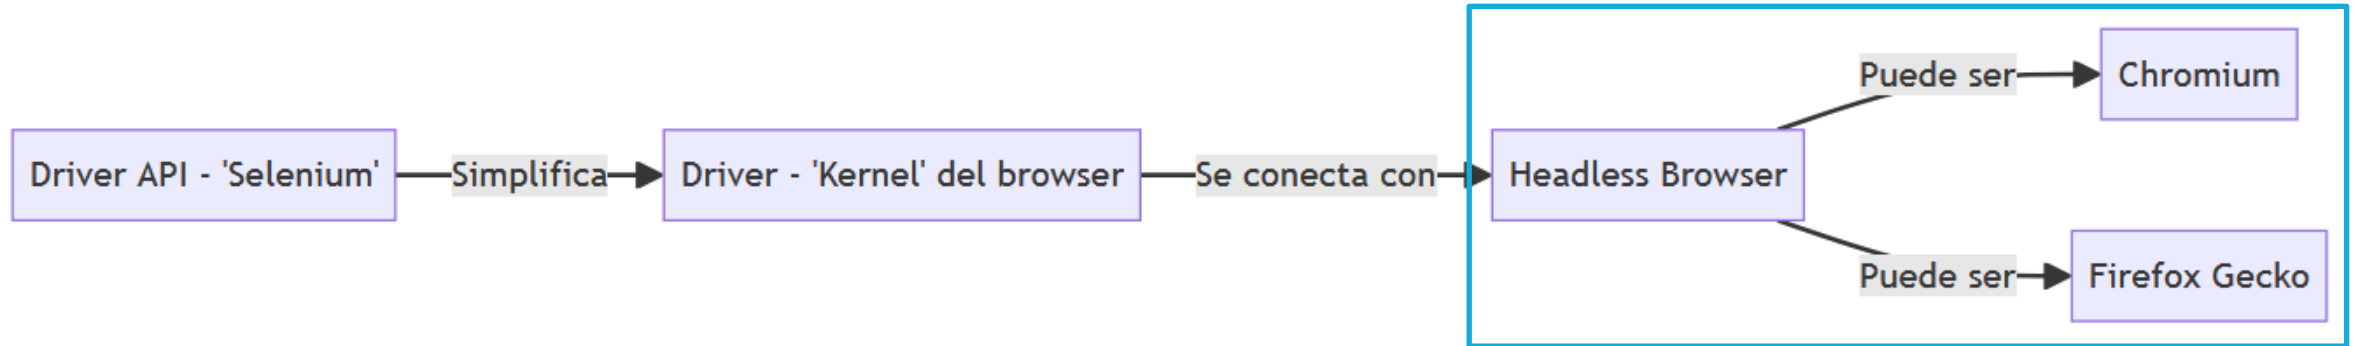 Driver API - 'Selenium'
Simplifica
Driver - 'Kernel' del browser
Se conecta con
Headless Browser
Puede ser
Chromium
Puede ser
Firefox Gecko